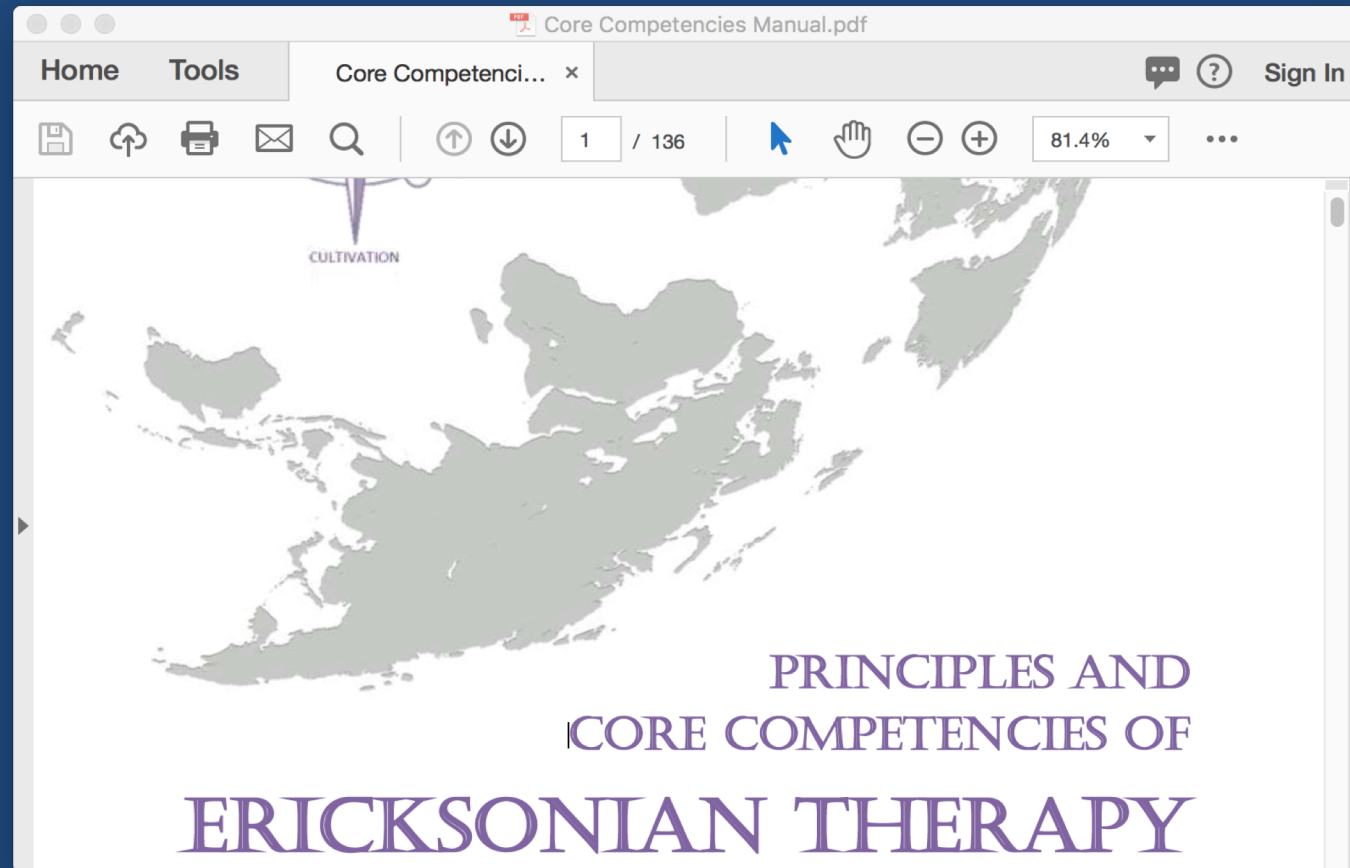 Core Competencies Manual.pdf
Home Tools Core Competenci... × ? Sign In
1 / 136 81.4%
CULTIVATION
PRINCIPLES AND
CORE COMPETENCIES OF
ERICKSONIAN THERAPY